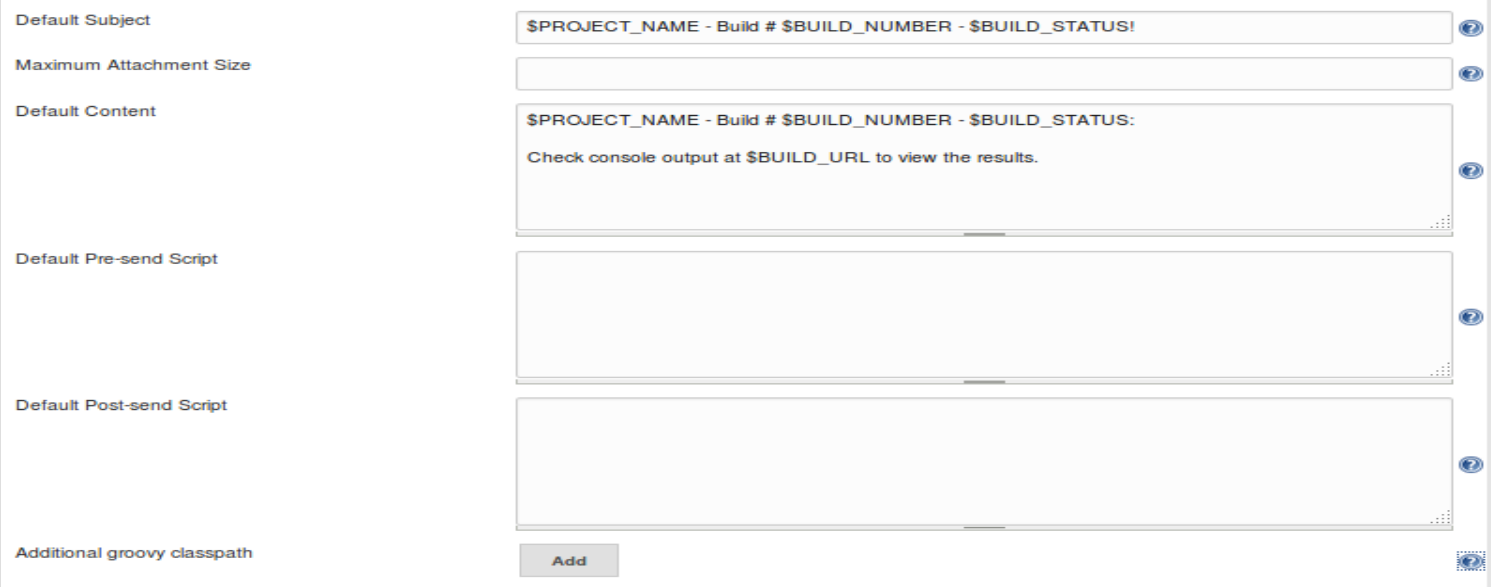 Default Subject
$PROJECT_NAME - Build # $BUILD_NUMBER - $BUILD_STATUS!
Maximum Attachment Size
Default Content
$PROJECT_NAME - Build # $BUILD_NUMBER - $BUILD_STATUS:
Check console output at $BUILD_URL to view the results.
Default Pre-send Script
Default Post-send Script
Additional groovy classpath
Add